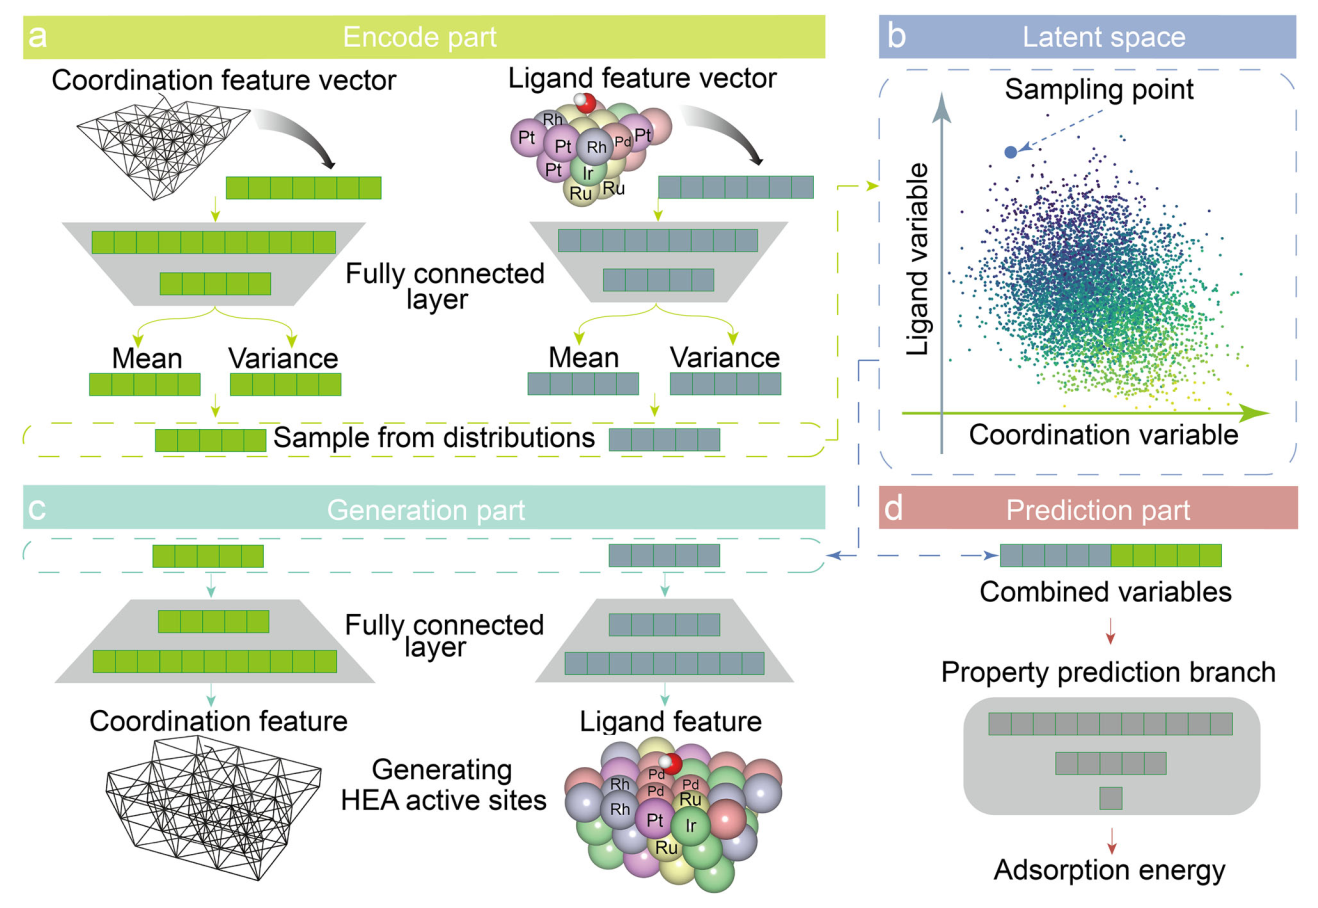 a
Encode part
Coordination feature vector
Ligand feature vector
Rh
Pt
Pt
Rh
Pd
Pt
Pt
Ir
Ru
Ru
Fully connected
layer
Mean
Variance
Mean
Variance
Sample from distributions
b
Latent space
Sampling point
Ligand variable
Coordination variable
c
Generation part
Fully connected
layer
Coordination feature
Ligand feature
Generating
HEA active sites
Pd
Rh
Pd
Pd
Rh
Ru
Pt
Ir
Ru
d
Prediction part
Combined variables
Property prediction branch
Adsorption energy